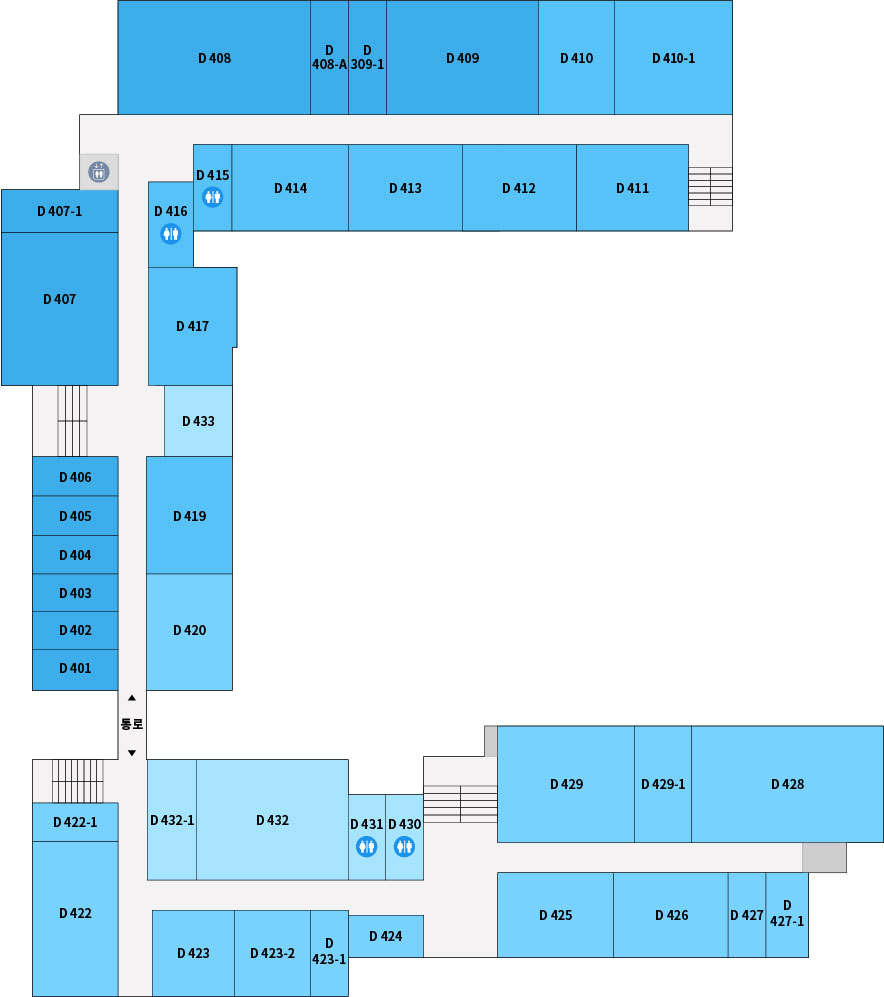 D 408
D
408-A
D
309-1
D 409
D 410
D 410-1
D 415
D 414
D 413
D 412
D 411
D 407-1
D 416
D 407
D 417
D 433
D 406
D 405
D 404
D 403
D 402
D 401
D 419
D 420
통로
D 422-1
D 422
D 432-1
D 432
D 431
D 430
D 429
D 429-1
D 428
D 423
D 423-2
D
423-1
D 424
D 425
D 426
D 427
D
427-1